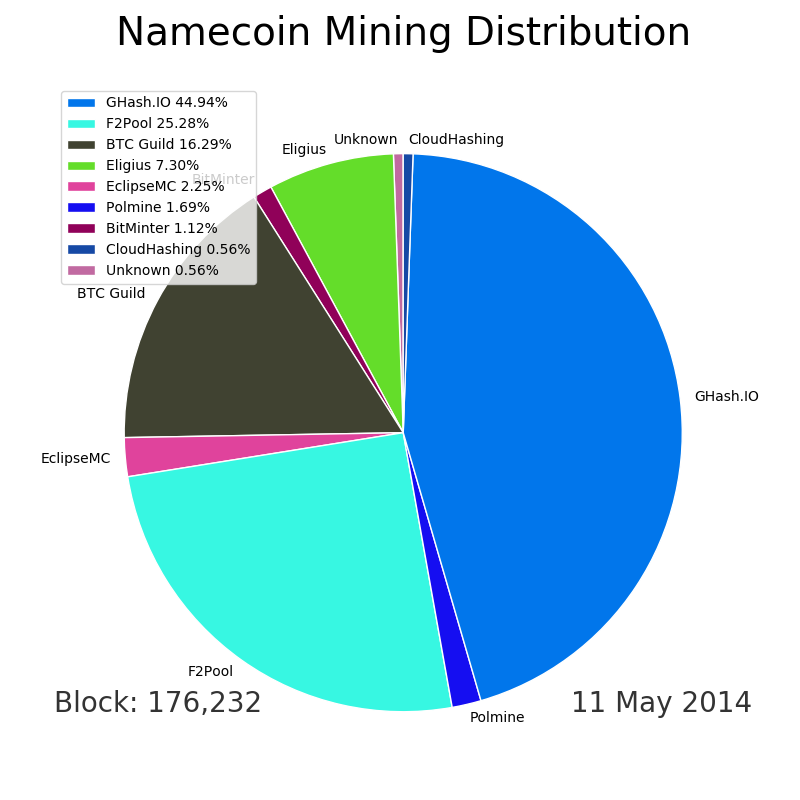 Namecoin Mining Distribution
GHash.IO 44.94%
F2Pool 25.28%
BTC Guild 16.29%
Eligius 7.30%
EclipseMC 2.25%
Polmine 1.69%
BitMinter 1.12%
CloudHashing 0.56%
Unknown 0.56%
Unknown
CloudHashing
Eligius
BitMinter
BTC Guild
GHash.IO
EclipseMC
F2Pool
Polmine
Block: 176,232
11 May 2014